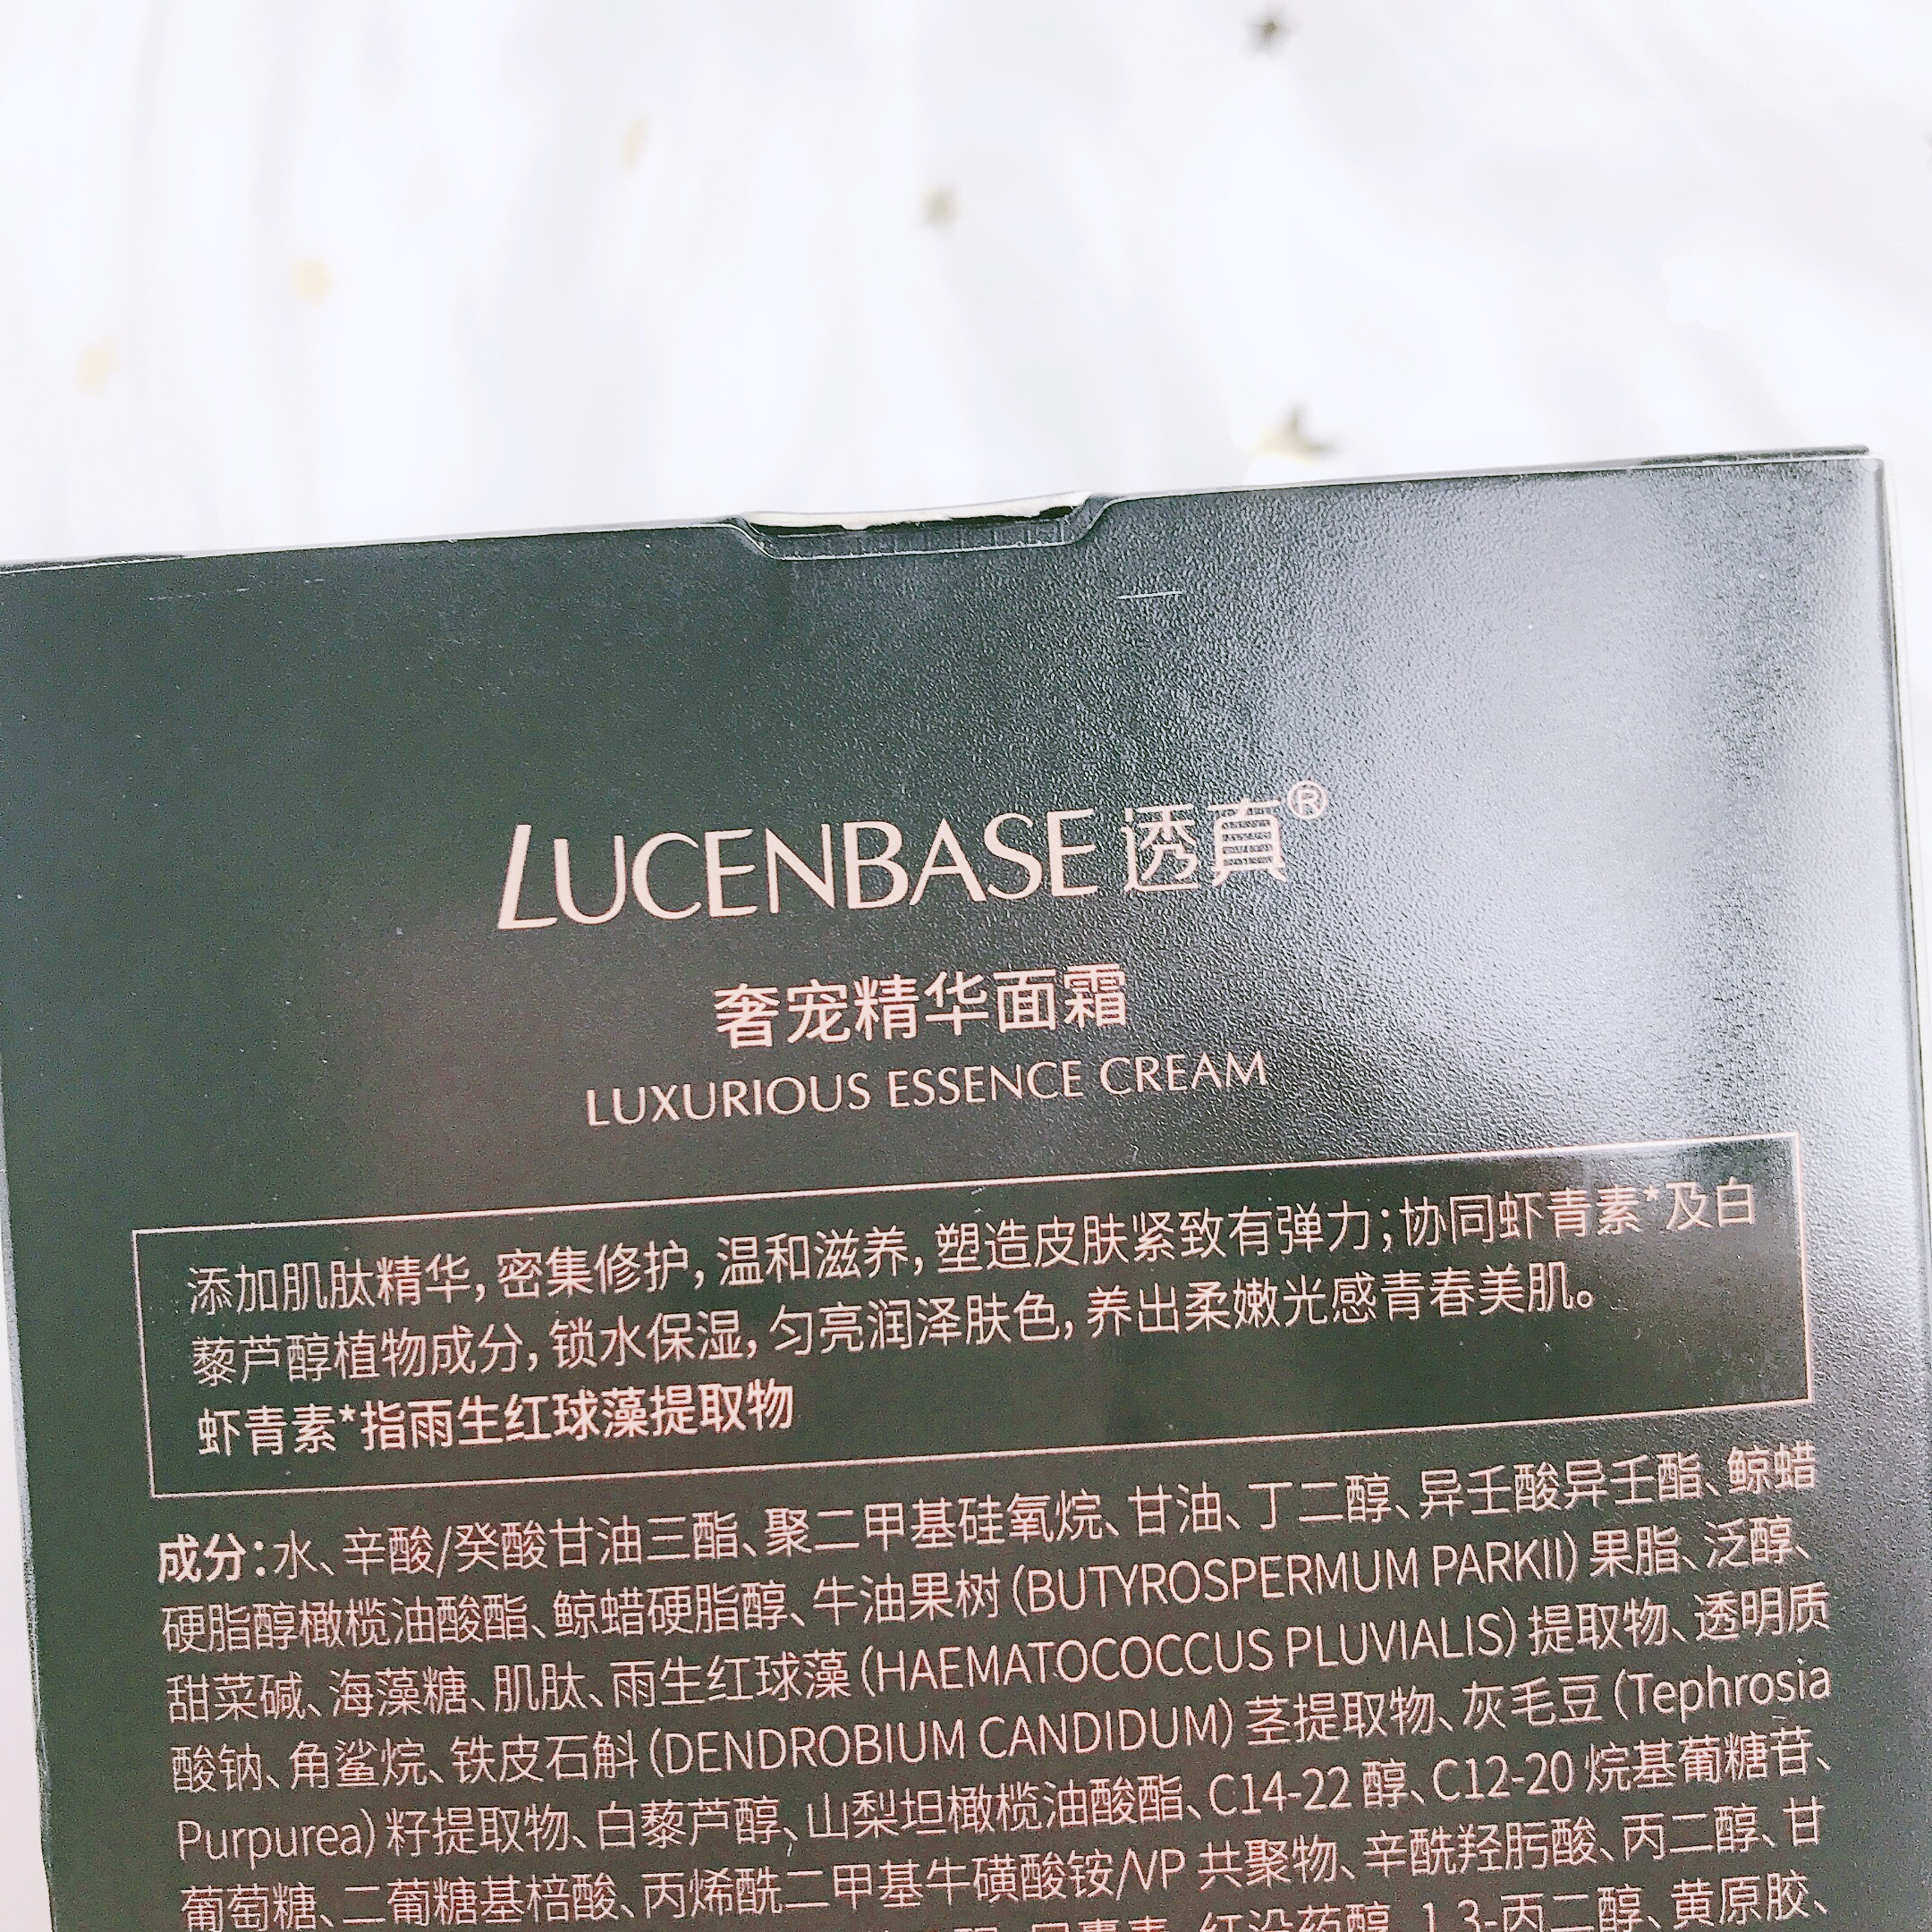 LUCENBASE 透真®
奢宠精华面霜
LUXURIOUS ESSENCE CREAM
添加肌肽精华,密集修护,温和滋养,塑造皮肤紧致有弹力;协同虾青素*及白
藜芦醇植物成分,锁水保湿,匀亮润泽肤色,养出柔嫩光感青春美肌。
虾青素*指雨生红球藻提取物
成分:水、辛酸/癸酸甘油三酯、聚二甲基硅氧烷、甘油、丁二醇、异壬酸异壬酯、鲸蜡
硬脂醇橄榄油酸酯、鲸蜡硬脂醇、牛油果树(BUTYROSPERMUM PARKII)果脂、泛醇、
甜菜碱、海藻糖、肌肽、雨生红球藻(HAEMATOCOCCUS PLUVIALIS)提取物、透明质
酸钠、角鲨烷、铁皮石斛(DENDROBIUM CANDIDUM)茎提取物、灰毛豆(Tephrosia
Purpurea)籽提取物、白藜芦醇、山梨坦橄榄油酸酯、C14-22 醇、C12-20 烷基葡糖苷、
葡萄糖、二葡糖基棓酸、丙烯酰二甲基牛磺酸铵/VP 共聚物、辛酰羟肟酸、丙二醇、甘
红没药醇、1,3-丙二醇、黄原胶、